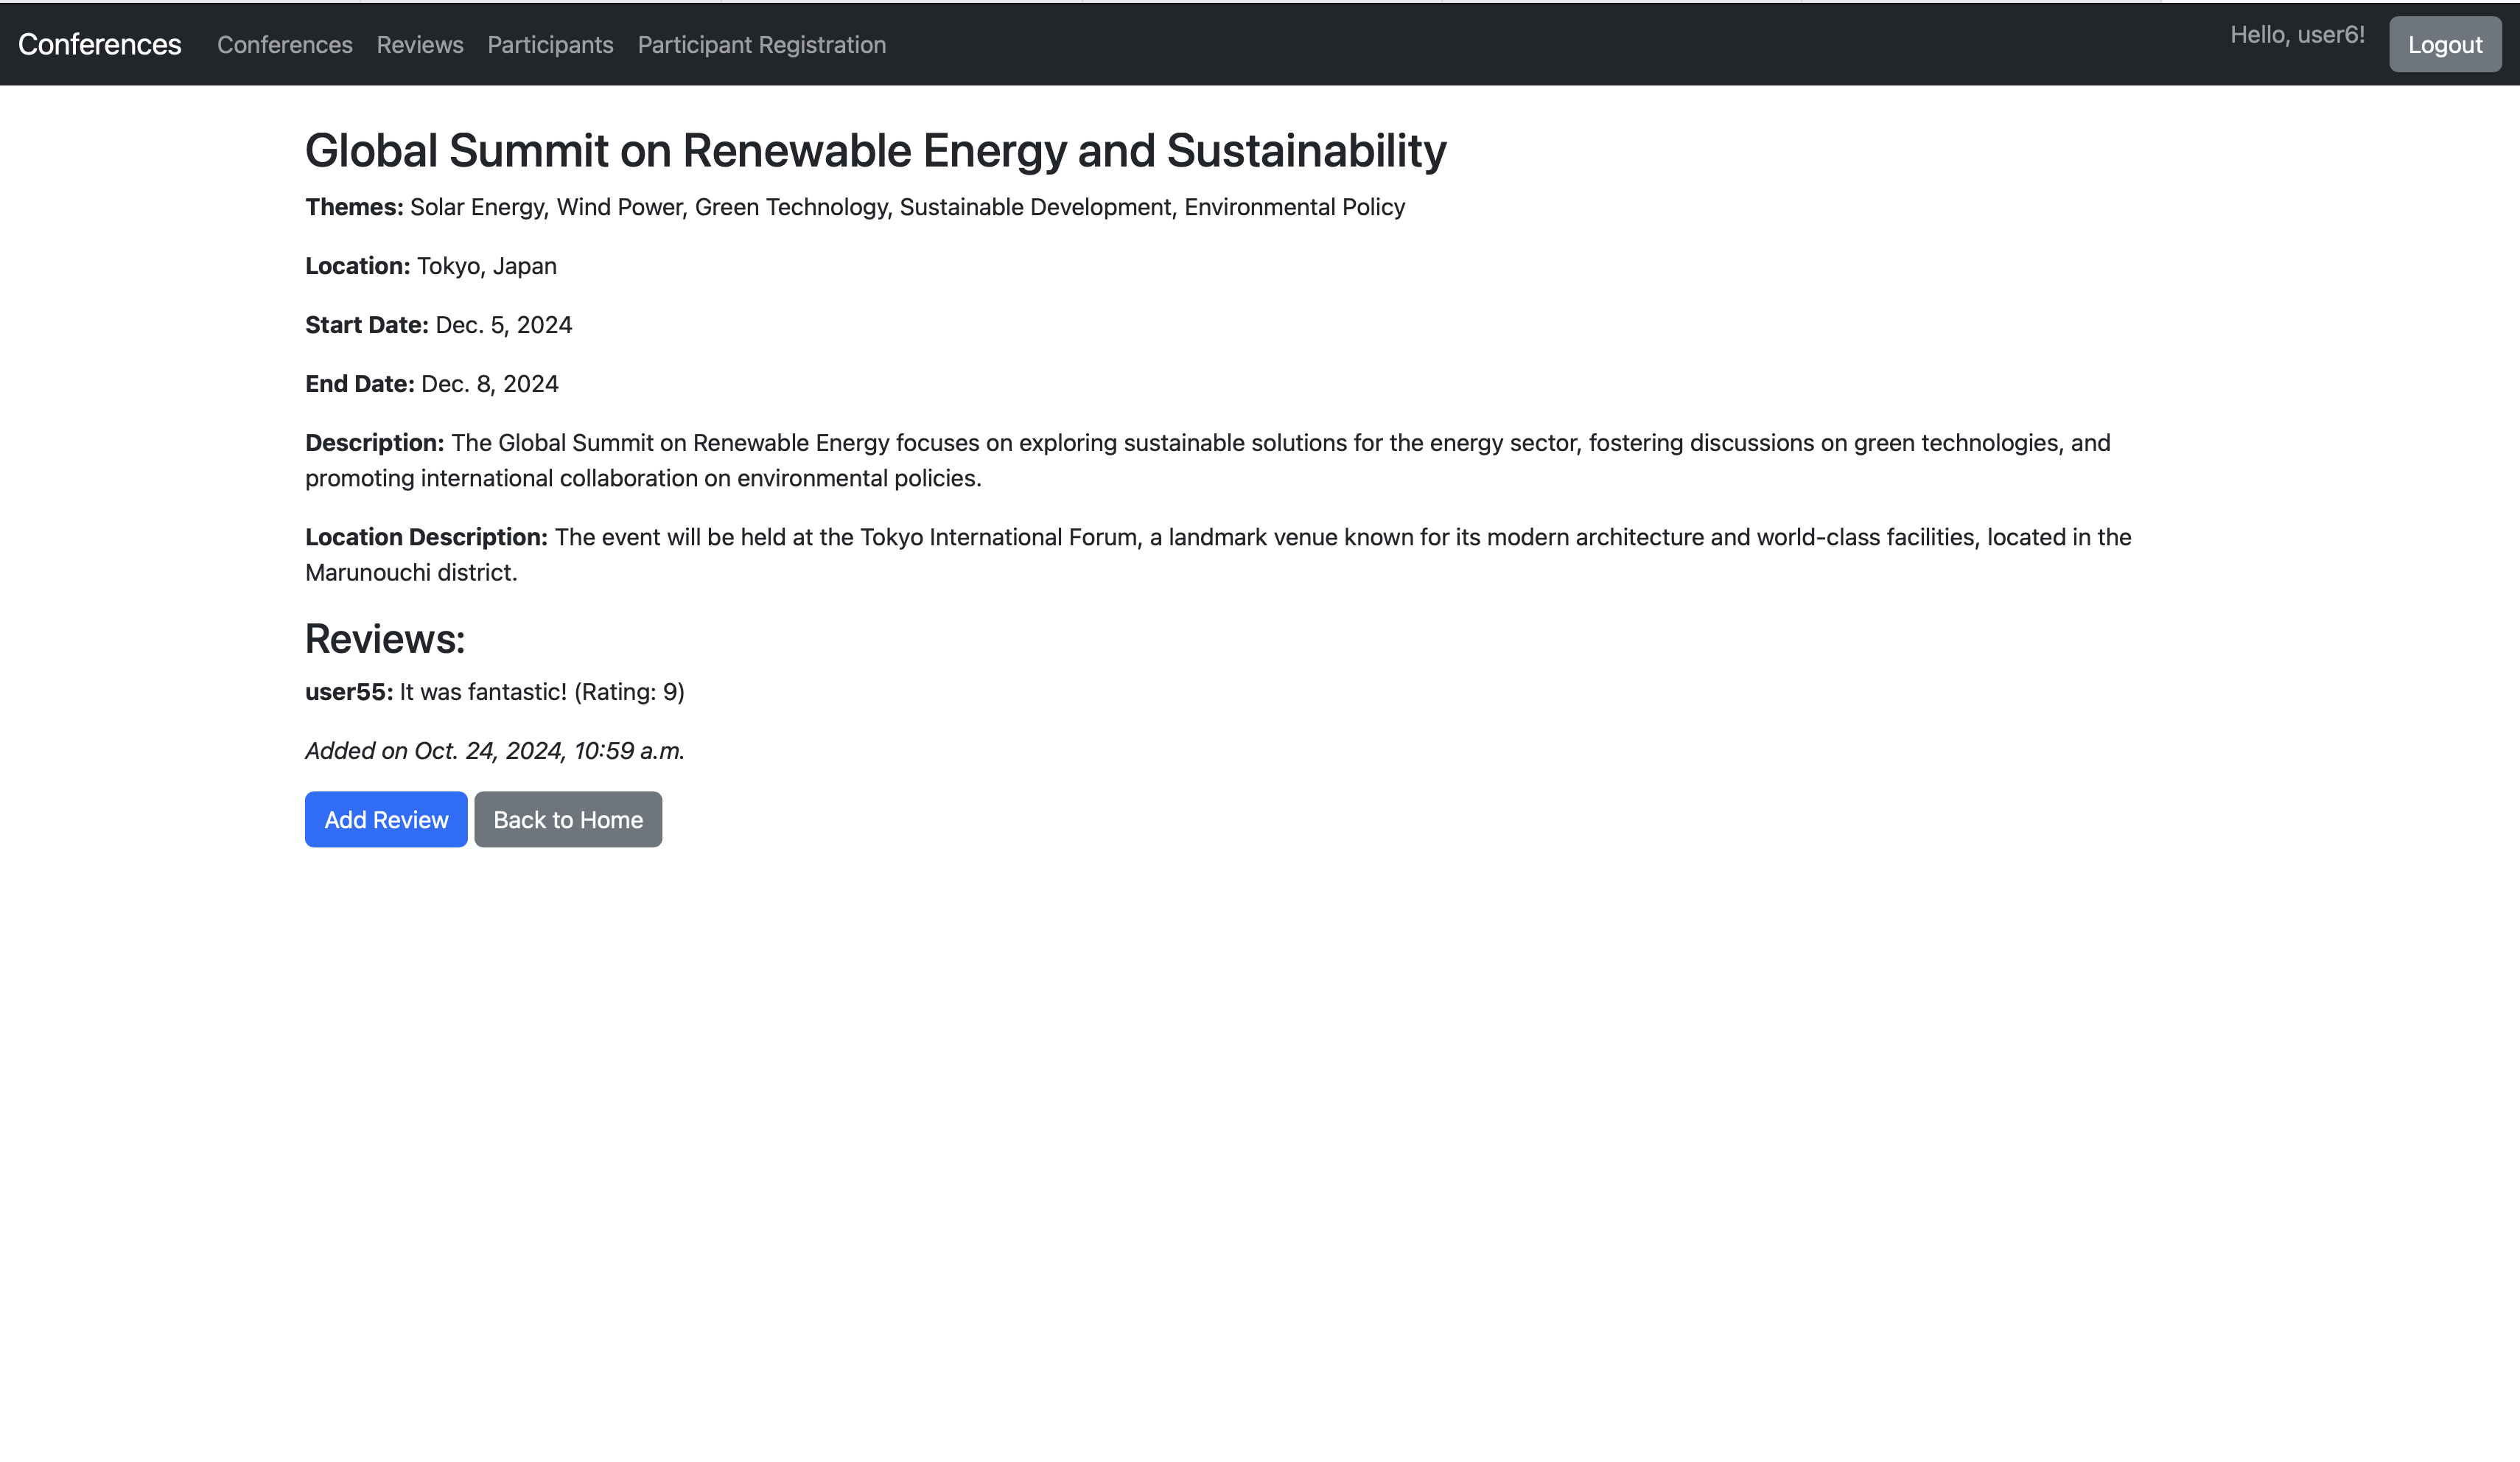 Conferences Conferences Reviews Participants Participant Registration Hello, user6! Logout
Global Summit on Renewable Energy and Sustainability
Themes: Solar Energy, Wind Power, Green Technology, Sustainable Development, Environmental Policy
Location: Tokyo, Japan
Start Date: Dec. 5, 2024
End Date: Dec. 8, 2024
Description: The Global Summit on Renewable Energy focuses on exploring sustainable solutions for the energy sector, fostering discussions on green technologies, and
promoting international collaboration on environmental policies.
Location Description: The event will be held at the Tokyo International Forum, a landmark venue known for its modern architecture and world-class facilities, located in the
Marunouchi district.
Reviews:
user55: It was fantastic! (Rating: 9)
Added on Oct. 24, 2024, 10:59 a.m.
Add Review Back to Home